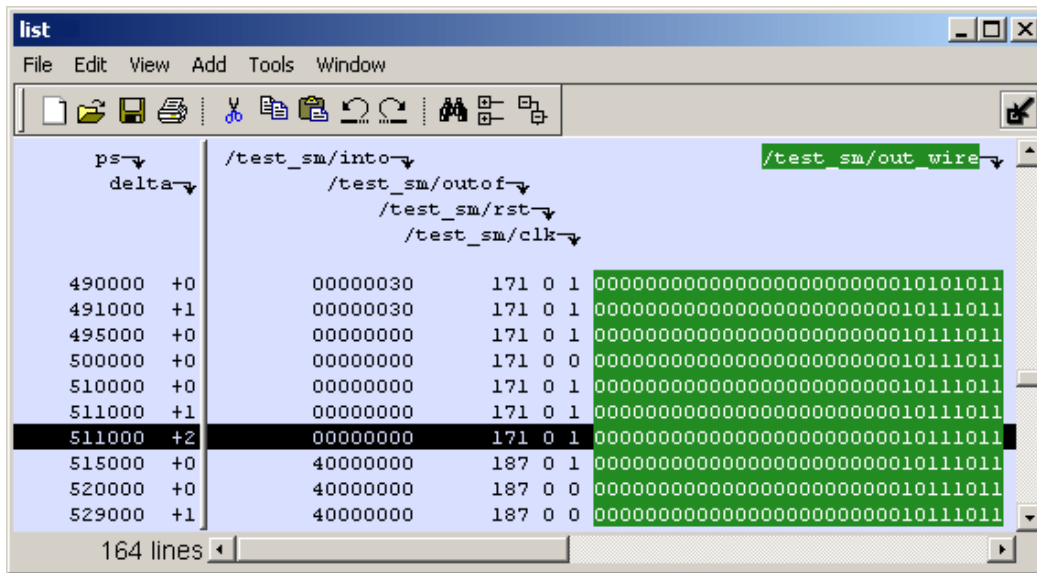 list
File Edit View Add Tools Window
ps /test_sm/into /test_sm/out_wire
delta /test_sm/outof
/test_sm/rst
/test_sm/clk
490000 +0 00000030 171 0 1 00000000000000000000000010101011
491000 +1 00000030 171 0 1 00000000000000000000000010111011
495000 +0 00000000 171 0 1 00000000000000000000000010111011
500000 +0 00000000 171 0 0 00000000000000000000000010111011
510000 +0 00000000 171 0 1 00000000000000000000000010111011
511000 +1 00000000 171 0 1 00000000000000000000000010111011
511000 +2 00000000 171 0 1 00000000000000000000000010111011
515000 +0 40000000 187 0 1 00000000000000000000000010111011
520000 +0 40000000 187 0 0 00000000000000000000000010111011
529000 +1 40000000 187 0 0 00000000000000000000000010111011
164 lines